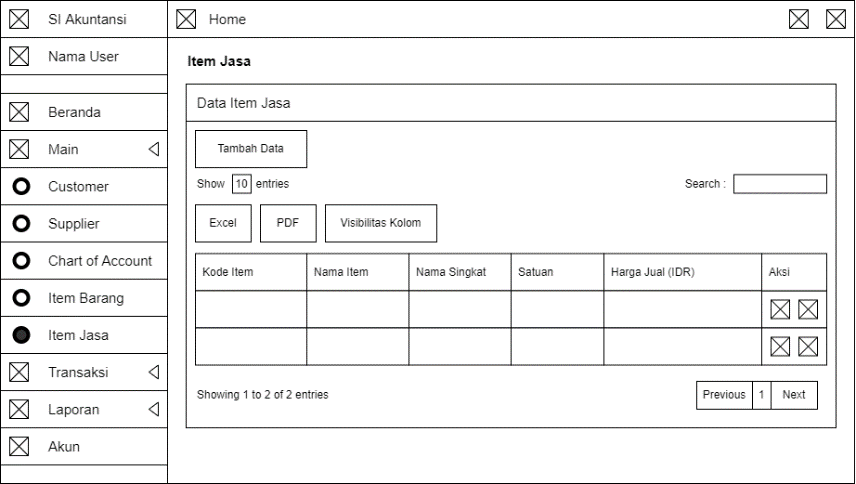 SI Akuntansi
Home
Nama User
Beranda
Main
Customer
Supplier
Chart of Account
Item Barang
Item Jasa
Transaksi
Laporan
Akun
Item Jasa
Data Item Jasa
Tambah Data
Show 10 entries
Search :
Excel PDF Visibilitas Kolom
Kode Item Nama Item Nama Singkat Satuan Harga Jual (IDR) Aksi
Showing 1 to 2 of 2 entries
Previous 1 Next